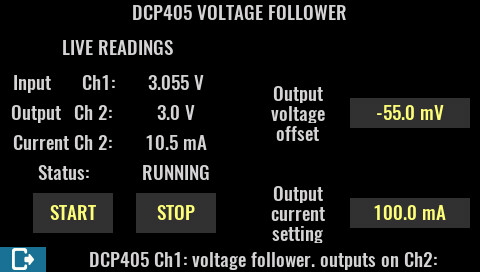 DCP405 VOLTAGE FOLLOWER
LIVE READINGS
Input Ch1: 3.055 V
Output Ch 2: 3.0 V
Current Ch 2: 10.5 mA
Status: RUNNING
START STOP
Output
voltage
offset
-55.0 mV
Output
current
setting
100.0 mA
DCP405 Ch1: voltage follower. outputs on Ch2: